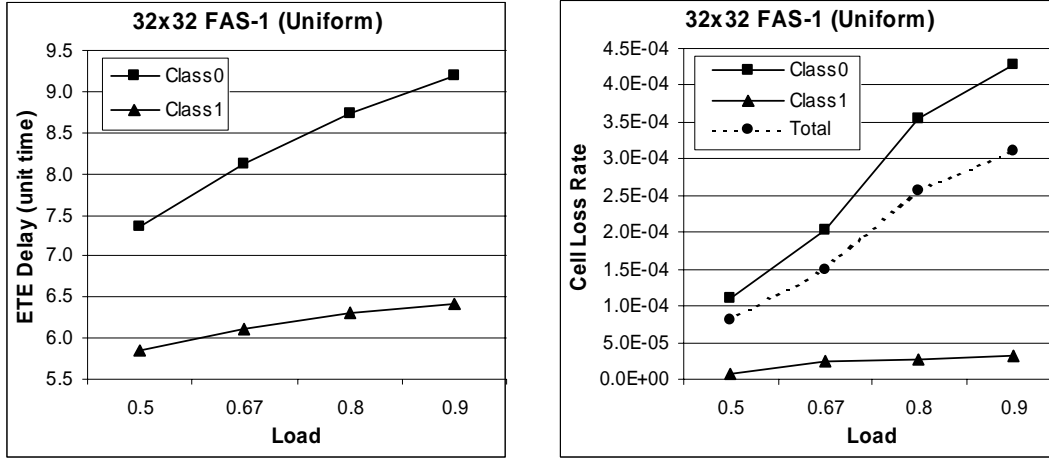 32x32 FAS-1 (Uniform)
9.5
9.0
8.5
8.0
7.5
7.0
6.5
6.0
5.5
ETE Delay (unit time)
Class0
Class1
0.5 0.67 0.8 0.9
Load
32x32 FAS-1 (Uniform)
4.5E-04
4.0E-04
3.5E-04
3.0E-04
2.5E-04
2.0E-04
1.5E-04
1.0E-04
5.0E-05
0.0E+00
Cell Loss Rate
Class0
Class1
Total
0.5 0.67 0.8 0.9
Load